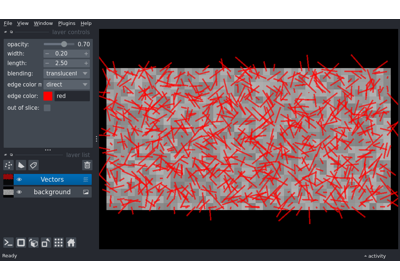 File View Window Plugins Help
layer controls
opacity: 0.70
width: 0.20
length: 2.50
blending: translucent
edge color m direct
edge color: red
out of slice:
layer list
Vectors
background
Ready
activity